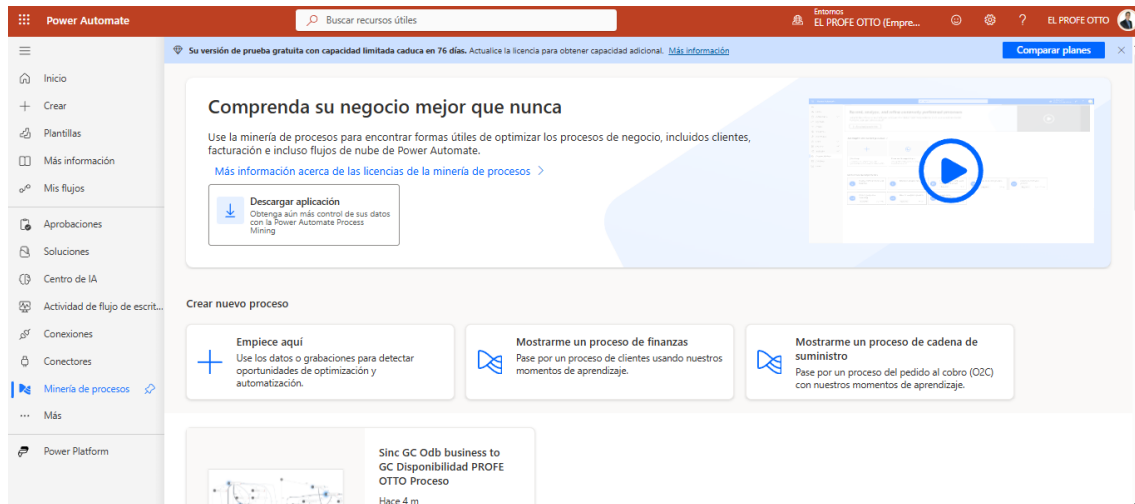 Power Automate
Buscar recursos útiles
Entornos
EL PROFE OTTO (Empre...
EL PROFE OTTO
Su versión de prueba gratuita con capacidad limitada caduca en 76 días. Actualice la licencia para obtener capacidad adicional. Más información
Comparar planes
Inicio
Crear
Plantillas
Más información
Mis flujos
Aprobaciones
Soluciones
Centro de IA
Actividad de flujo de escrit...
Conexiones
Conectores
Minería de procesos
Más
Power Platform
Comprenda su negocio mejor que nunca
Use la minería de procesos para encontrar formas útiles de optimizar los procesos de negocio, incluidos clientes,
facturación e incluso flujos de nube de Power Automate.
Más información acerca de las licencias de la minería de procesos
Descargar aplicación
Obtenga aún más control de sus datos
con la Power Automate Process
Mining
Crear nuevo proceso
Empiece aquí
Use los datos o grabaciones para detectar
oportunidades de optimización y
automatización.
Mostrarme un proceso de finanzas
Pase por un proceso de clientes usando nuestros
momentos de aprendizaje.
Mostrarme un proceso de cadena de
suministro
Pase por un proceso del pedido al cobro (O2C)
con nuestros momentos de aprendizaje.
Sinc GC Odb business to
GC Disponibilidad PROFE
OTTO Proceso
Hace 4 m